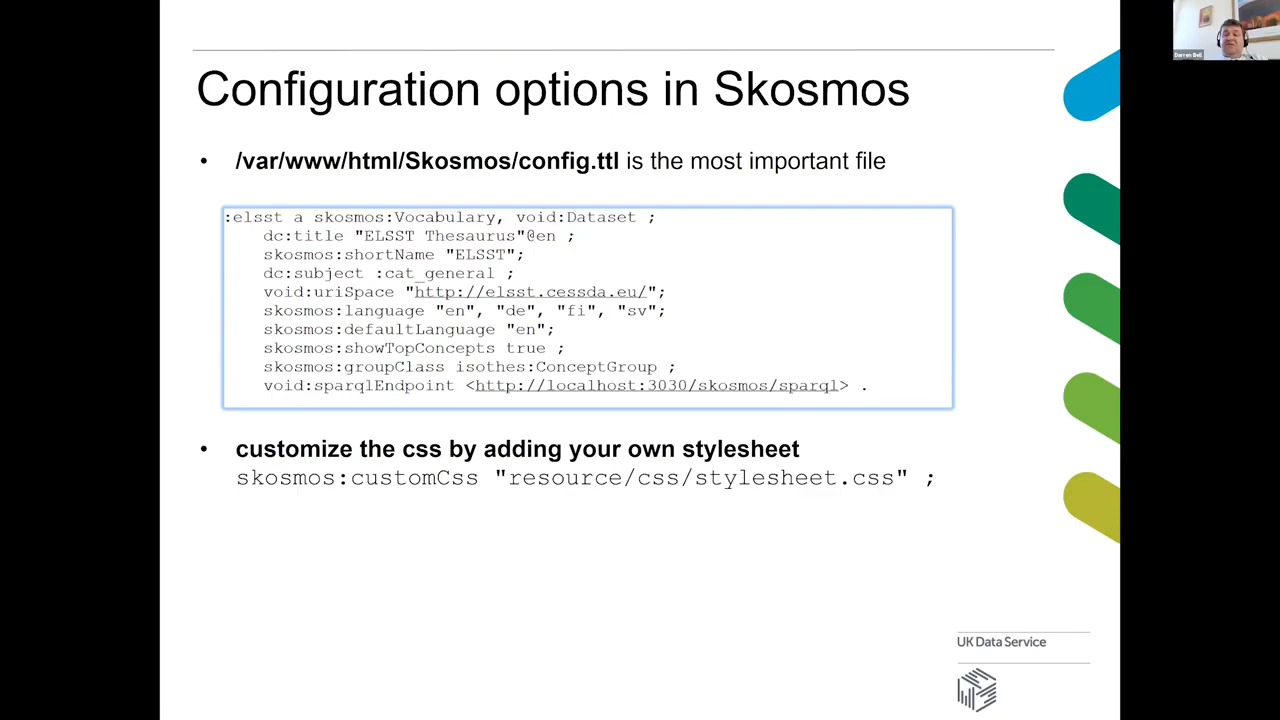 Configuration options in Skosmos
• /var/www/html/Skosmos/config.ttl is the most important file
:elsst a skosmos:Vocabulary, void:Dataset ;
dc:title "ELSST Thesaurus"@en ;
skosmos:shortName "ELSST";
dc:subject :cat_general ;
void:uriSpace "http://elsst.cessda.eu/";
skosmos:language "en", "de", "fi", "sv";
skosmos:defaultLanguage "en";
skosmos:showTopConcepts true ;
skosmos:groupClass isothes:ConceptGroup ;
void:sparqlEndpoint <http://localhost:3030/skosmos/sparql> .
• customize the css by adding your own stylesheet
skosmos:customCss "resource/css/stylesheet.css" ;
UK Data Service
Darren Bell